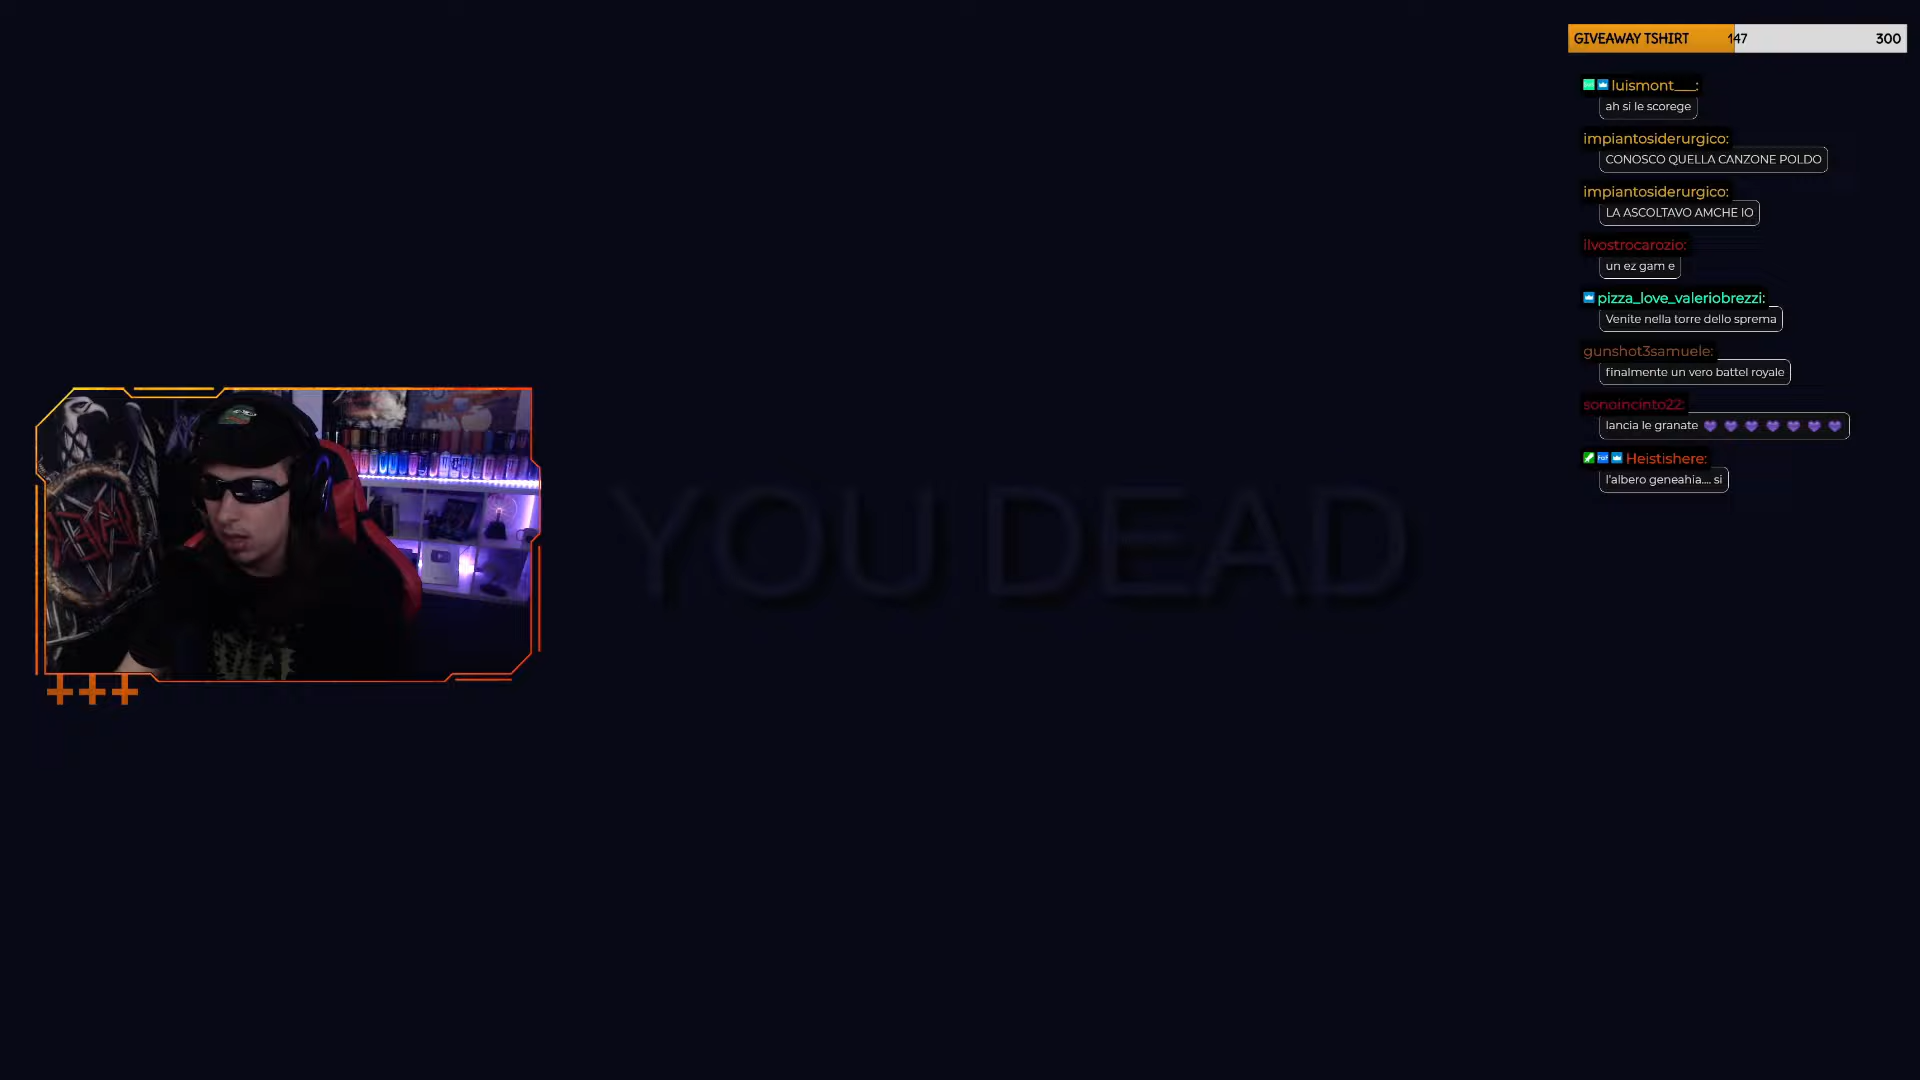 GIVEAWAY TSHIRT 147 300
luismont___:
ah si le scorege
impiantosiderurgico:
CONOSCO QUELLA CANZONE POLDO
impiantosiderurgico:
LA ASCOLTAVO AMCHE IO
ilvostrocarozio:
un ez gam e
pizza_love_valeriobrezzi:
Venite nella torre dello sprema
gunshot3samuele:
finalmente un vero battel royale
sonoincinto22:
lancia le granate 💜 💜 💜 💜 💜 💜 💜
Heistishere:
l'albero geneahia.... si
YOU DEAD